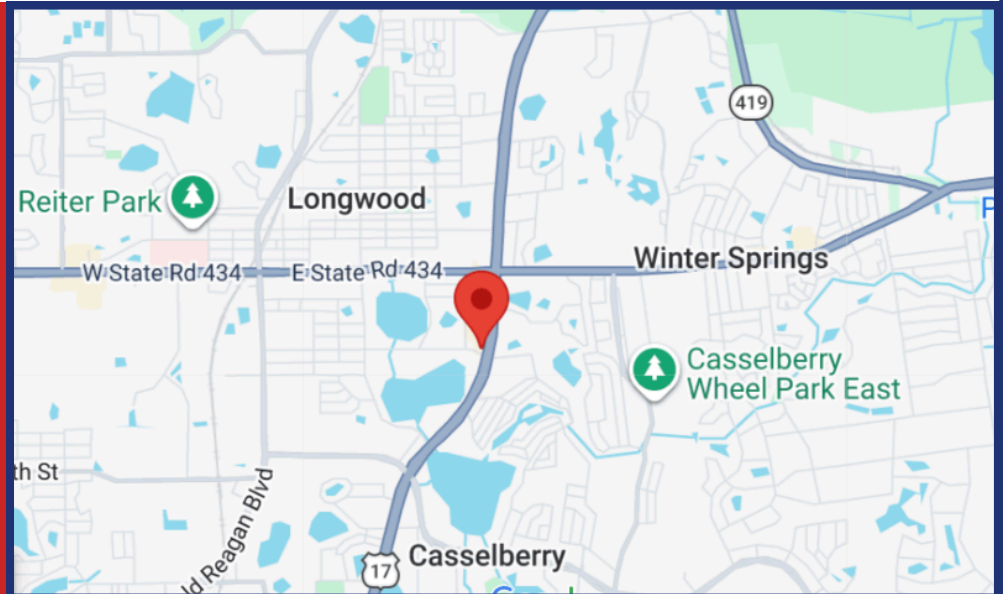 419
Reiter Park
Longwood
P
Winter Springs
W State Rd 434
E State Rd 434
Casselberry
Wheel Park East
th St
ld Reagan Blvd
Casselberry
17